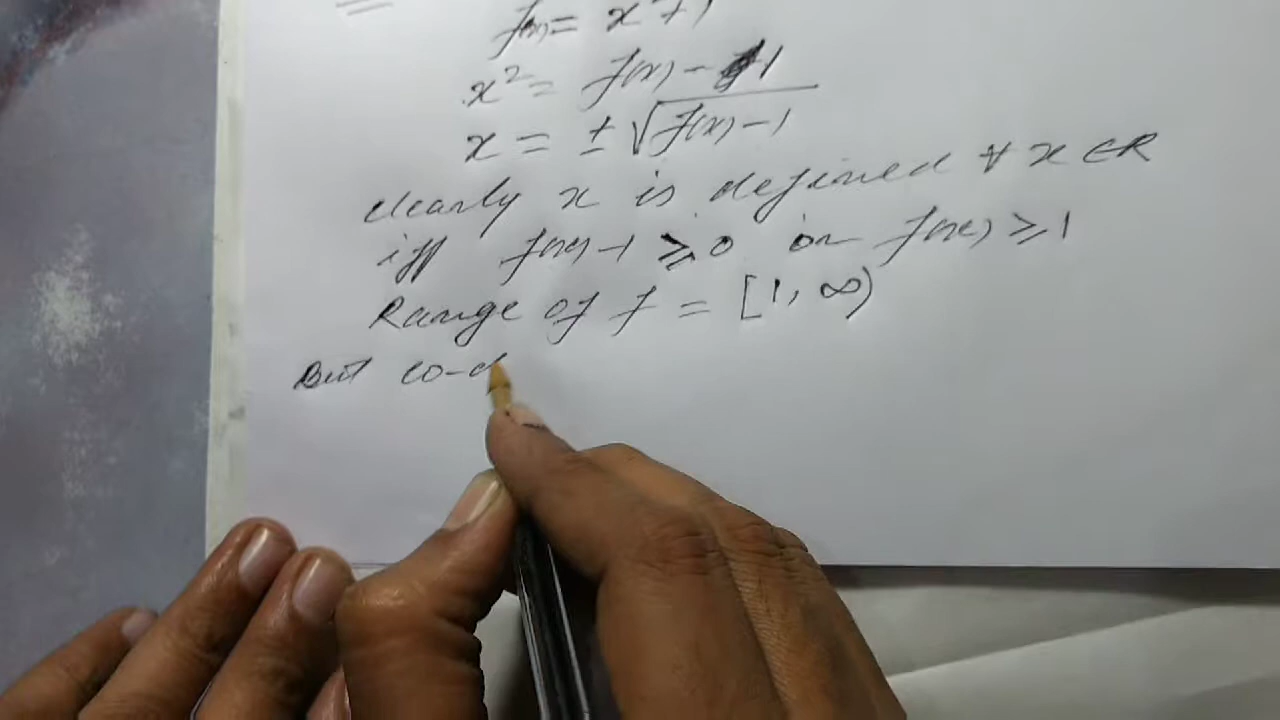 f(x) = x² + 1
x² = f(x) - 1
x = ± √f(x) - 1
clearly x is defined ∀ x ∈ R
iff f(x) - 1 ≥ 0 or f(x) ≥ 1
Range of f = [1, ∞)
But co-d